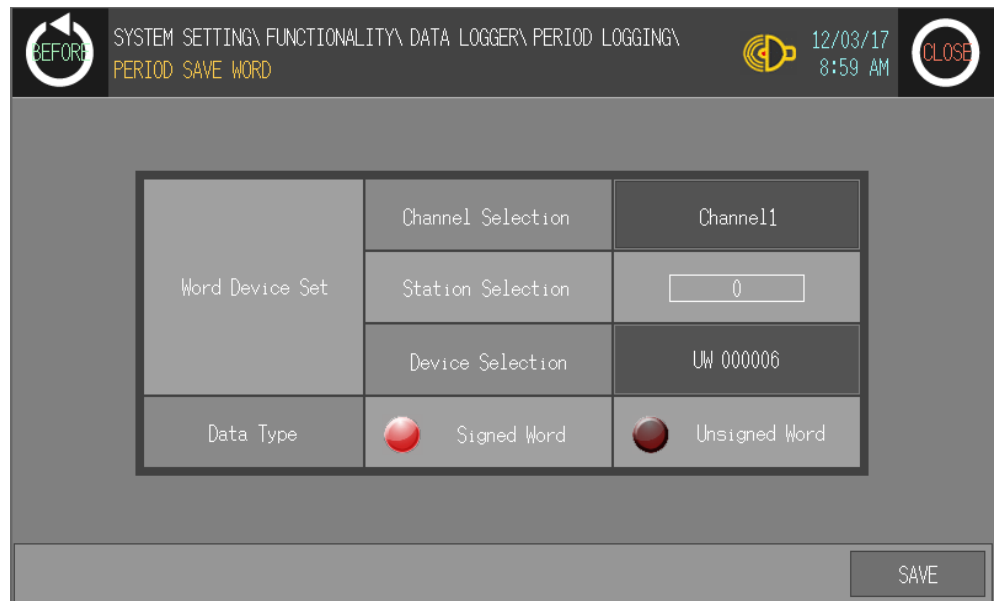 BEFORE
SYSTEM SETTING\ FUNCTIONALITY\ DATA LOGGER\ PERIOD LOGGING\
PERIOD SAVE WORD
12/03/17
8:59 AM
CLOSE
Word Device Set
Channel Selection
Channel1
Station Selection
0
Device Selection
UW 000006
Data Type
Signed Word
Unsigned Word
SAVE